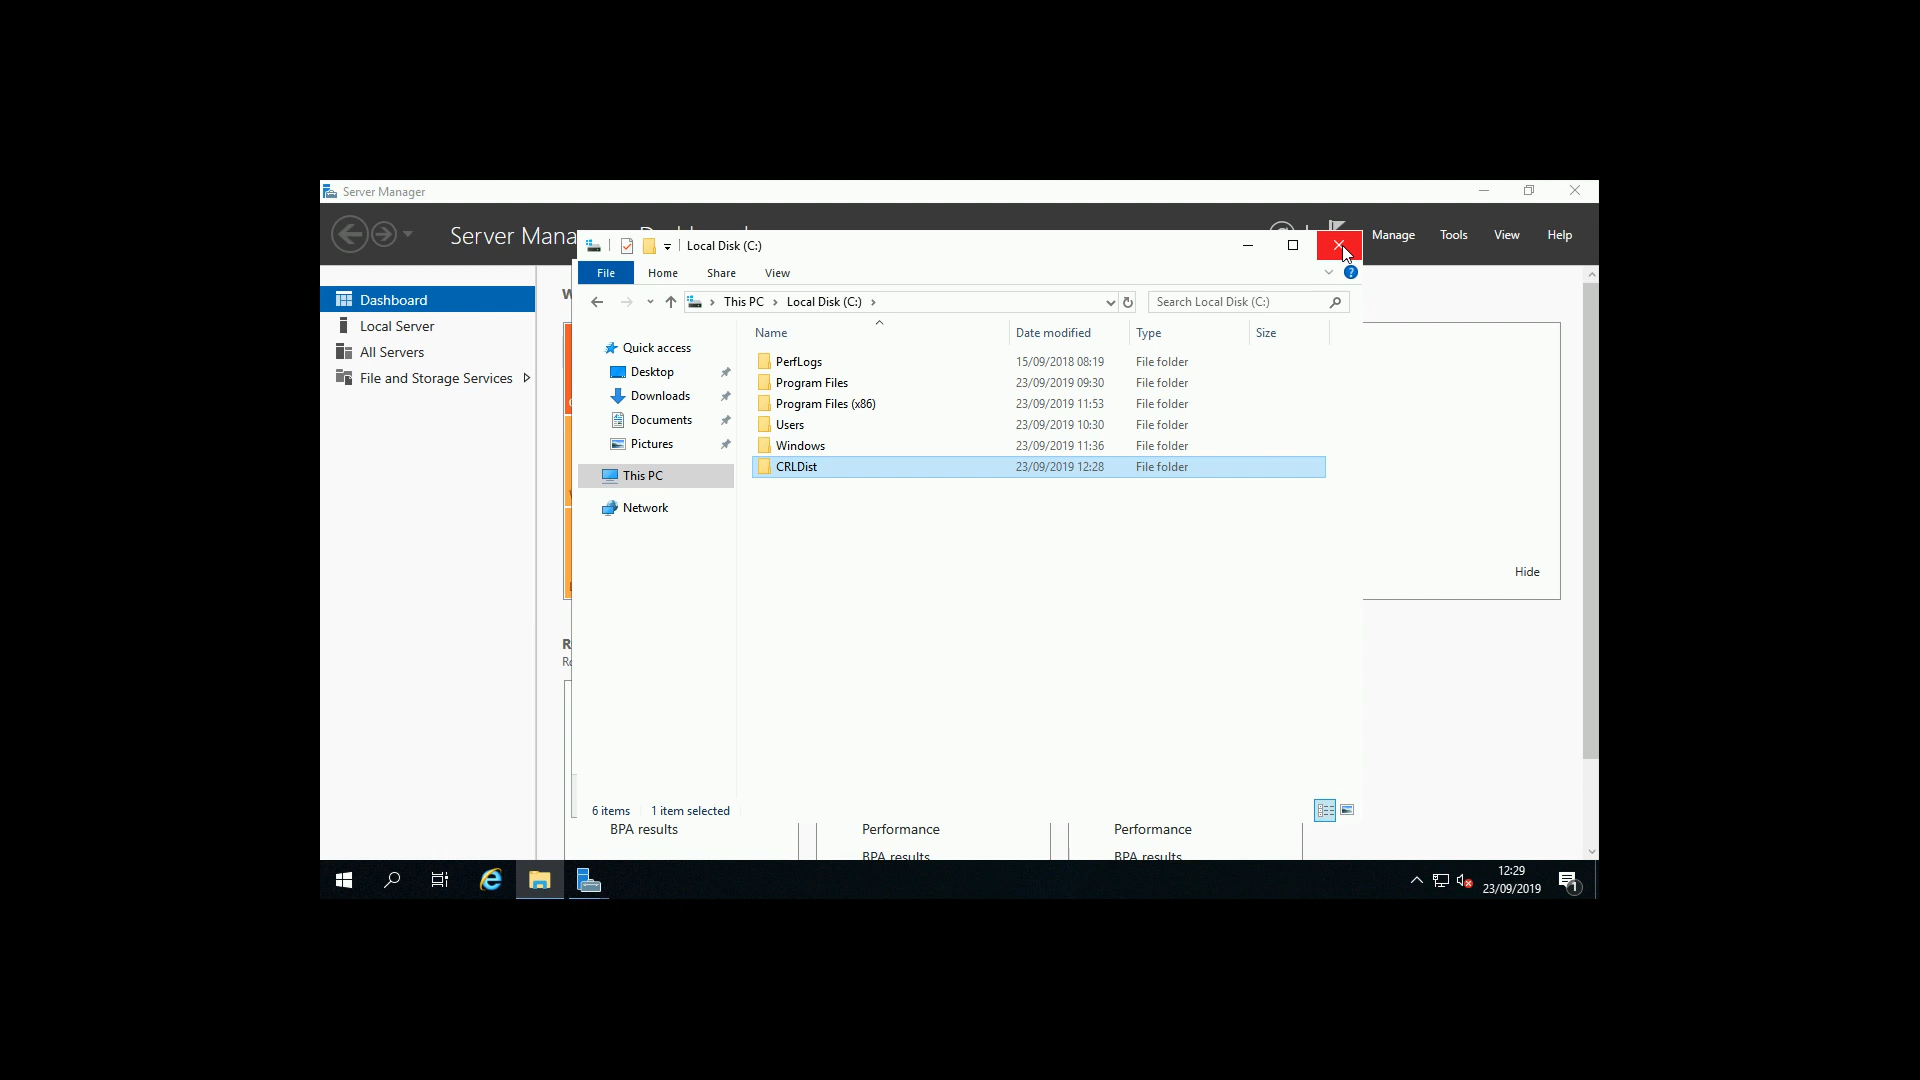 Server Manager
Server Mana
Manage Tools View Help
Local Disk (C:)
File Home Share View
This PC Local Disk (C:)
Search Local Disk (C:)
Dashboard
Local Server
All Servers
File and Storage Services
Quick access
Desktop
Downloads
Documents
Pictures
This PC
Network
Name Date modified Type Size
PerfLogs 15/09/2018 08:19 File folder
Program Files 23/09/2019 09:30 File folder
Program Files (x86) 23/09/2019 11:53 File folder
Users 23/09/2019 10:30 File folder
Windows 23/09/2019 11:36 File folder
CRLDist 23/09/2019 12:28 File folder
Hide
6 items 1 item selected
BPA results Performance Performance
BPA results BPA results
12:29
23/09/2019
1